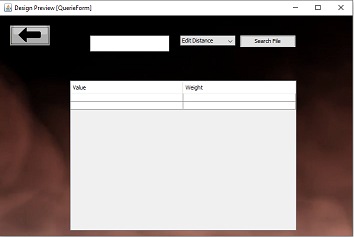 Design Preview [QuerieForm]
Edit Distance
Search File
Value Weight